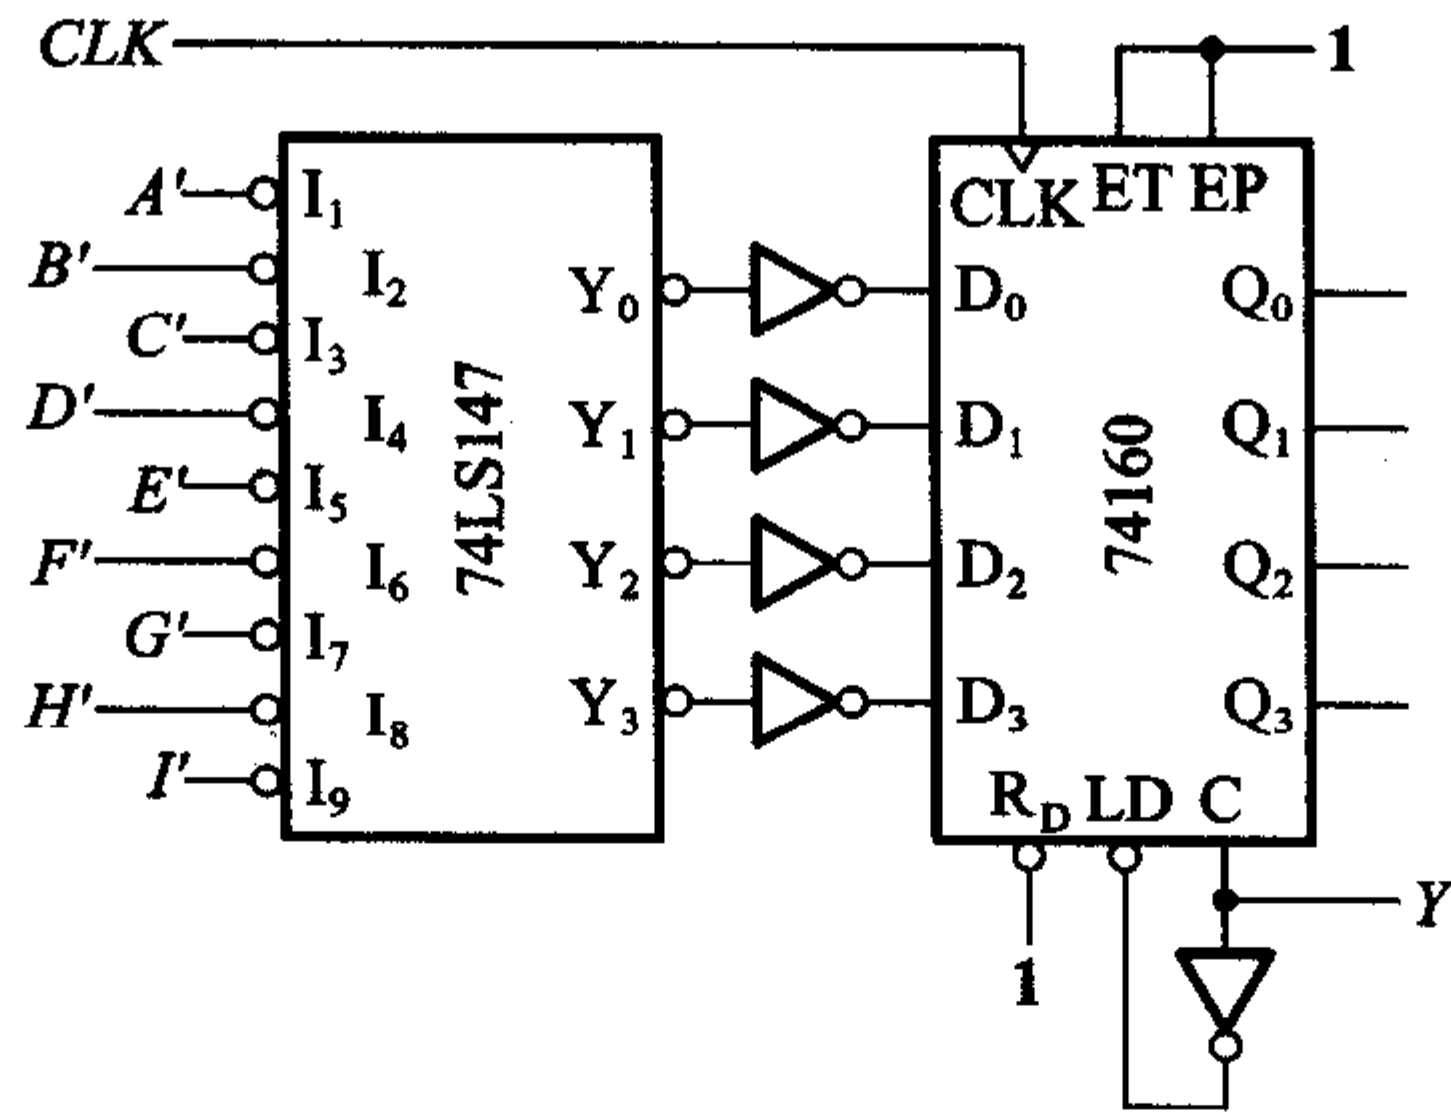 CLK
1
A'
B'
C'
D'
E'
F'
G'
H'
I'
I₁
I₂
I₃
I₄
I₅
I₆
I₇
I₈
I₉
74LS147
Y₀
Y₁
Y₂
Y₃
CLK ET EP
D₀
D₁
D₂
D₃
74160
Q₀
Q₁
Q₂
Q₃
R_D LD C
1
Y